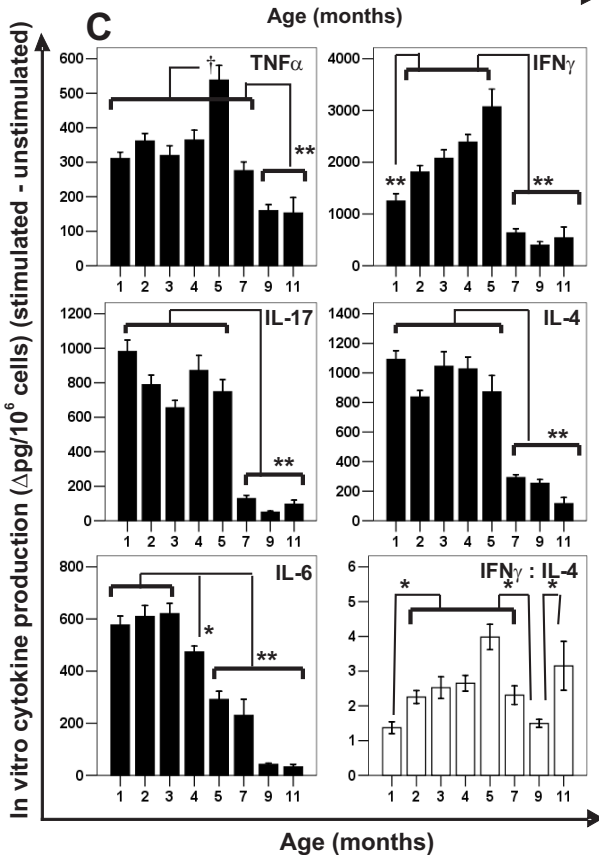 Age (months)
C
In vitro cytokine production (Δpg/10⁶ cells) (stimulated - unstimulated)
TNFα
600
500
400
300
200
100
0
†
**
1 2 3 4 5 7 9 11
IFNγ
4000
3000
2000
1000
0
**
**
1 2 3 4 5 7 9 11
IL-17
1200
1000
800
600
400
200
0
**
1 2 3 4 5 7 9 11
IL-4
1400
1200
1000
800
600
400
200
0
**
1 2 3 4 5 7 9 11
IL-6
800
600
400
200
0
*
**
1 2 3 4 5 7 9 11
IFNγ : IL-4
6
5
4
3
2
1
0
* * *
1 2 3 4 5 7 9 11
Age (months)